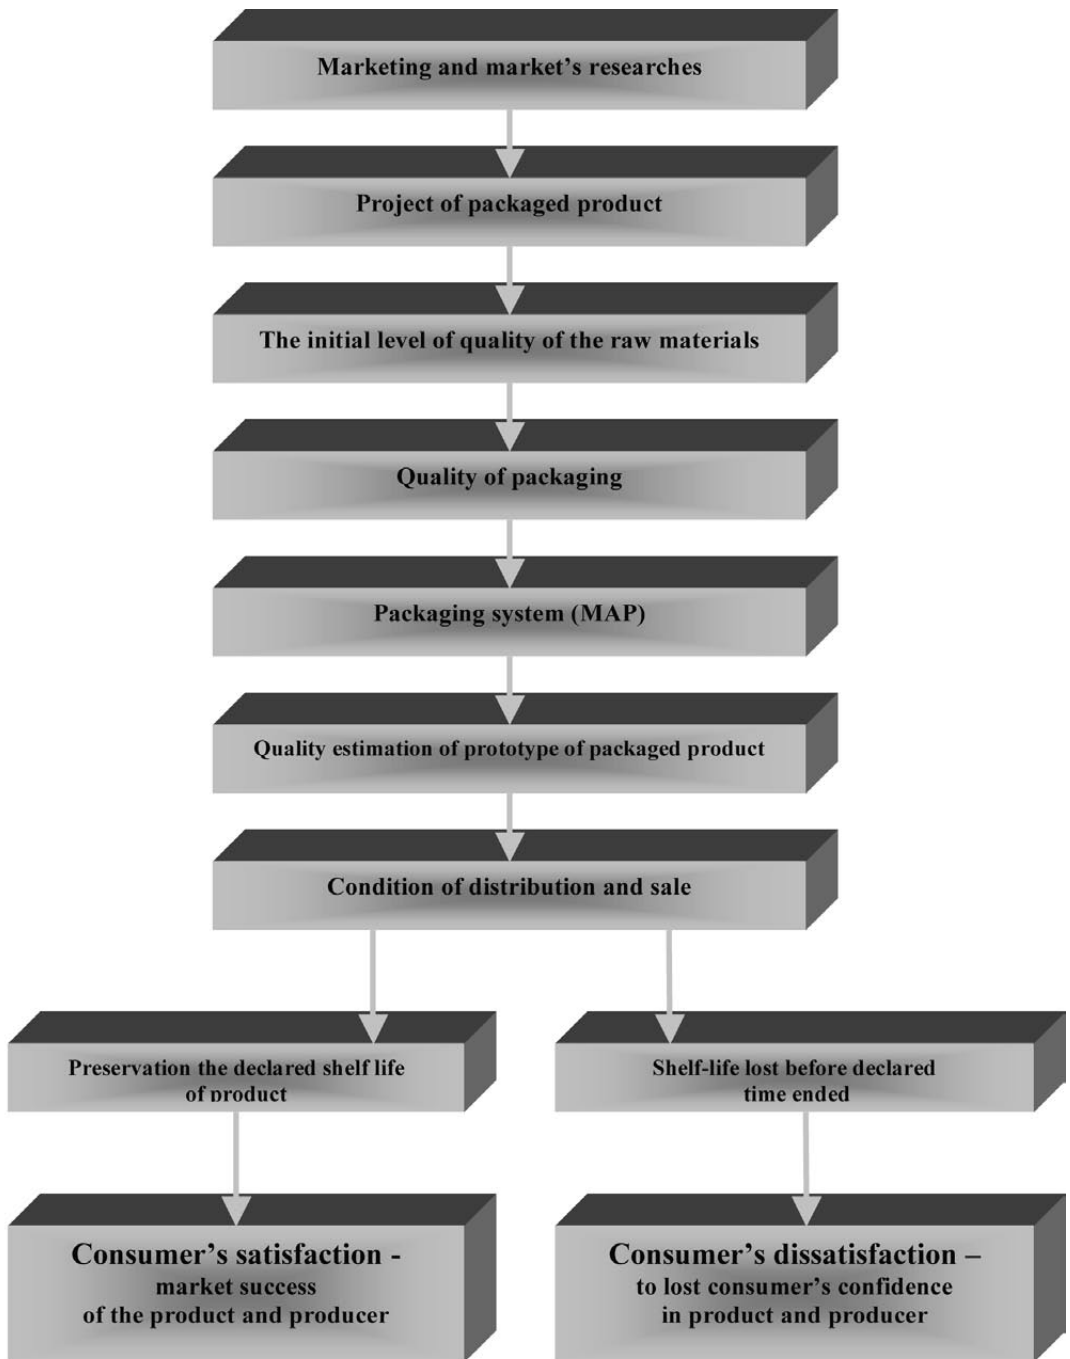 Marketing and market’s researches
Project of packaged product
The initial level of quality of the raw materials
Quality of packaging
Packaging system (MAP)
Quality estimation of prototype of packaged product
Condition of distribution and sale
Preservation the declared shelf life
of product
Shelf-life lost before declared
time ended
Consumer’s satisfaction -
market success
of the product and producer
Consumer’s dissatisfaction –
to lost consumer’s confidence
in product and producer